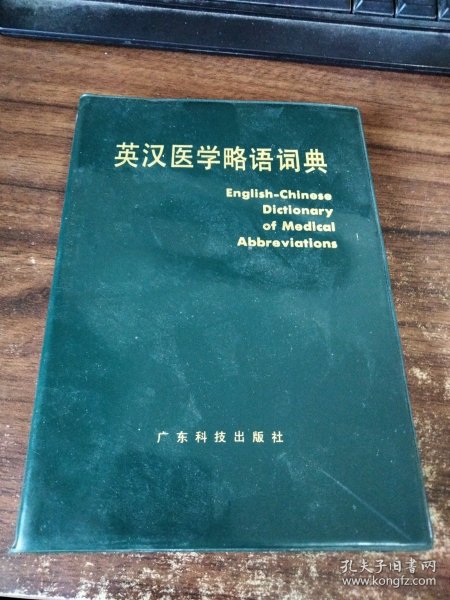 英汉医学略语词典
English-Chinese
Dictionary
of Medical
Abbreviations
广东科技出版社
孔夫子旧书网
www.kongfz.com